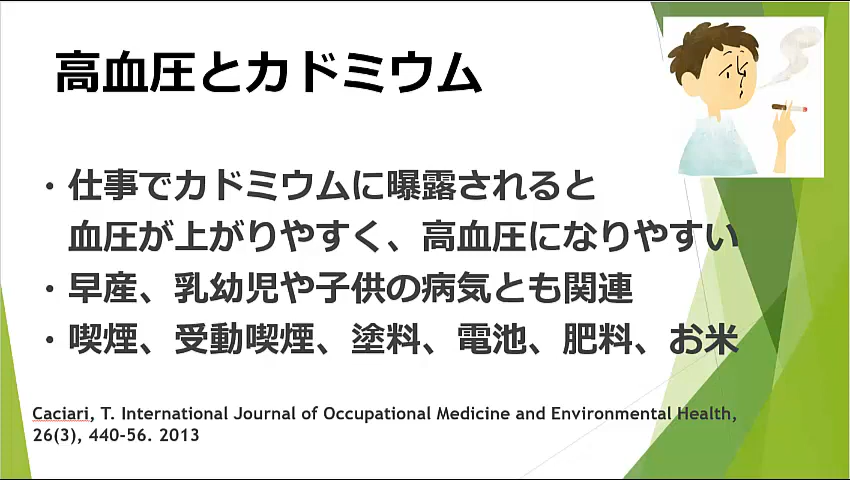 高血圧とカドミウム
・仕事でカドミウムに曝露されると
血圧が上がりやすく、高血圧になりやすい
・早産、乳幼児や子供の病気とも関連
・喫煙、受動喫煙、塗料、電池、肥料、お米
Caciari, T. International Journal of Occupational Medicine and Environmental Health,
26(3), 440-56. 2013